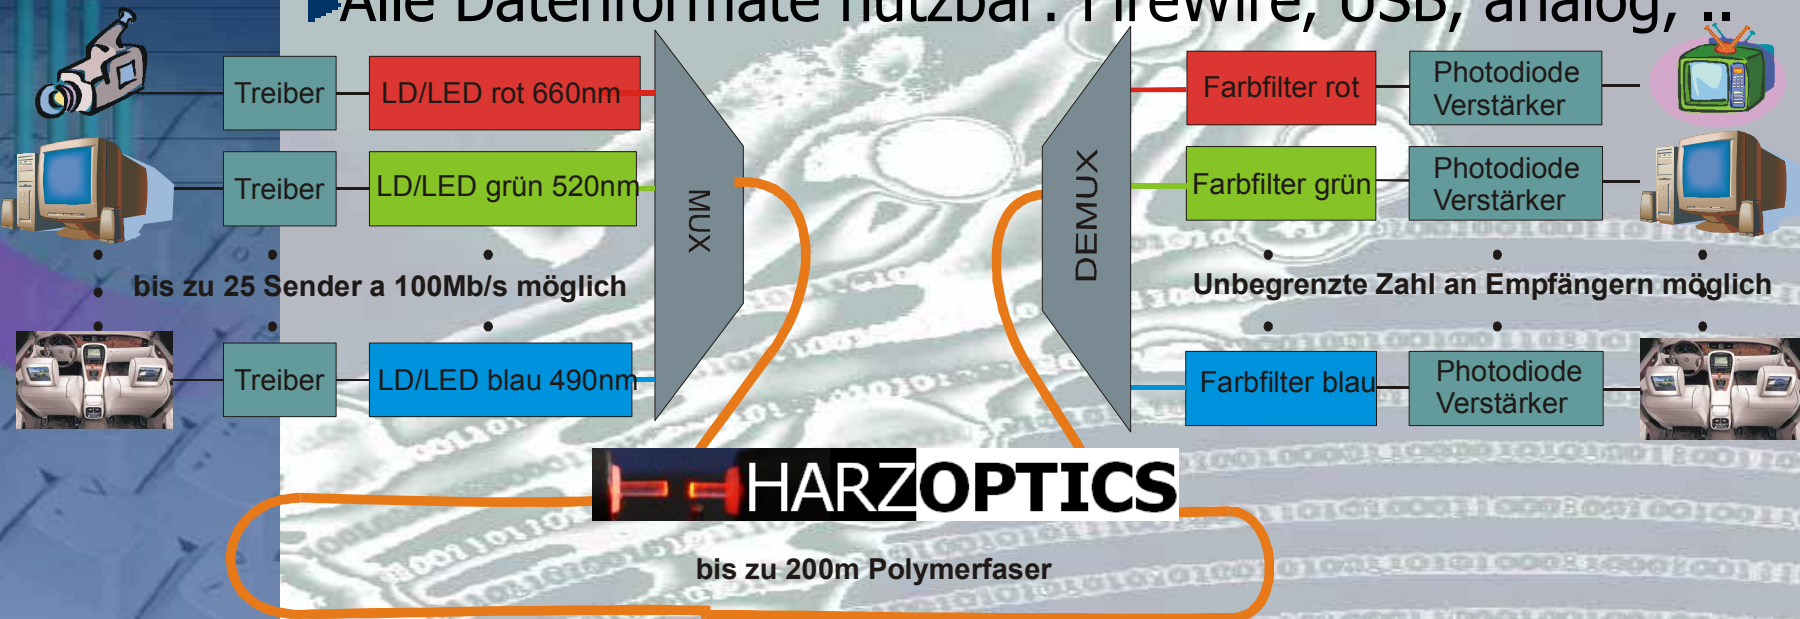 Alle Datenformate nutzbar: FireWire, USB, analog, ..
Treiber
LD/LED rot 660nm
Farbfilter rot
Photodiode
Verstärker
Treiber
LD/LED grün 520nm
Farbfilter grün
Photodiode
Verstärker
MUX
DEMUX
bis zu 25 Sender a 100Mb/s möglich
Unbegrenzte Zahl an Empfängern möglich
Treiber
LD/LED blau 490nm
Farbfilter blau
Photodiode
Verstärker
HARZOPTICS
bis zu 200m Polymerfaser